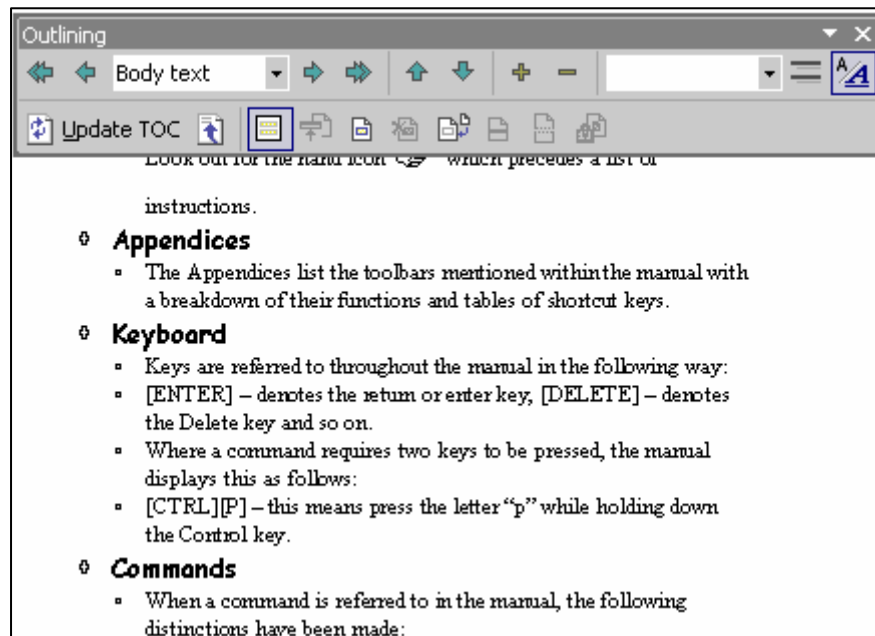 Outlining
Body text
Update TOC
Look out for the hand icon which precedes a list of
instructions.
Appendices
The Appendices list the toolbars mentioned within the manual with
a breakdown of their functions and tables of shortcut keys.
Keyboard
Keys are referred to throughout the manual in the following way:
[ENTER] – denotes the return or enter key, [DELETE] – denotes
the Delete key and so on.
Where a command requires two keys to be pressed, the manual
displays this as follows:
[CTRL][P] – this means press the letter “p” while holding down
the Control key.
Commands
When a command is referred to in the manual, the following
distinctions have been made: